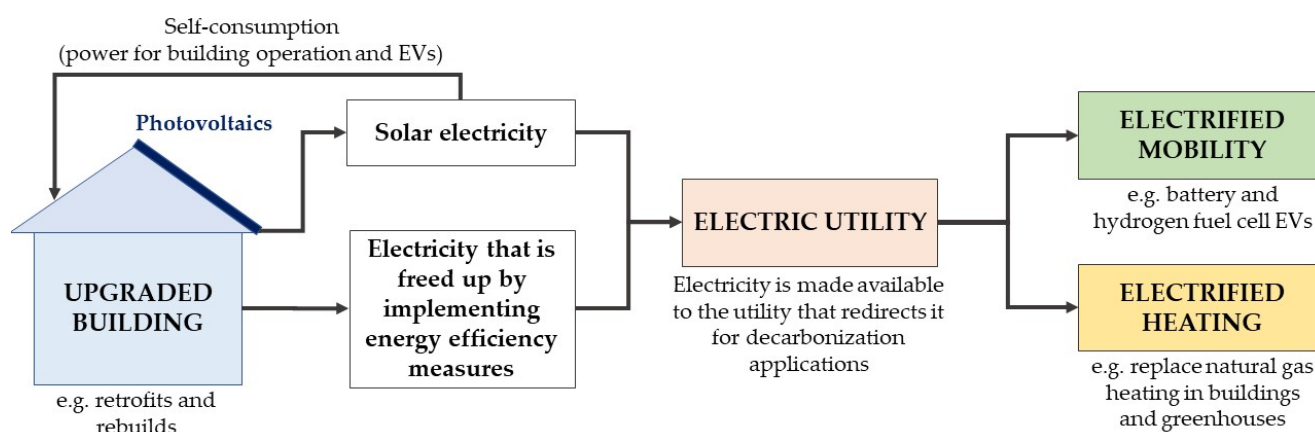 Self-consumption
(power for building operation and EVs)
Photovoltaics
Solar electricity
UPGRADED
BUILDING
e.g. retrofits and
rebuilds
Electricity that is
freed up by
implementing
energy efficiency
measures
ELECTRIC UTILITY
Electricity is made available
to the utility that redirects it
for decarbonization
applications
ELECTRIFIED
MOBILITY
e.g. battery and
hydrogen fuel cell EVs
ELECTRIFIED
HEATING
e.g. replace natural gas
heating in buildings
and greenhouses